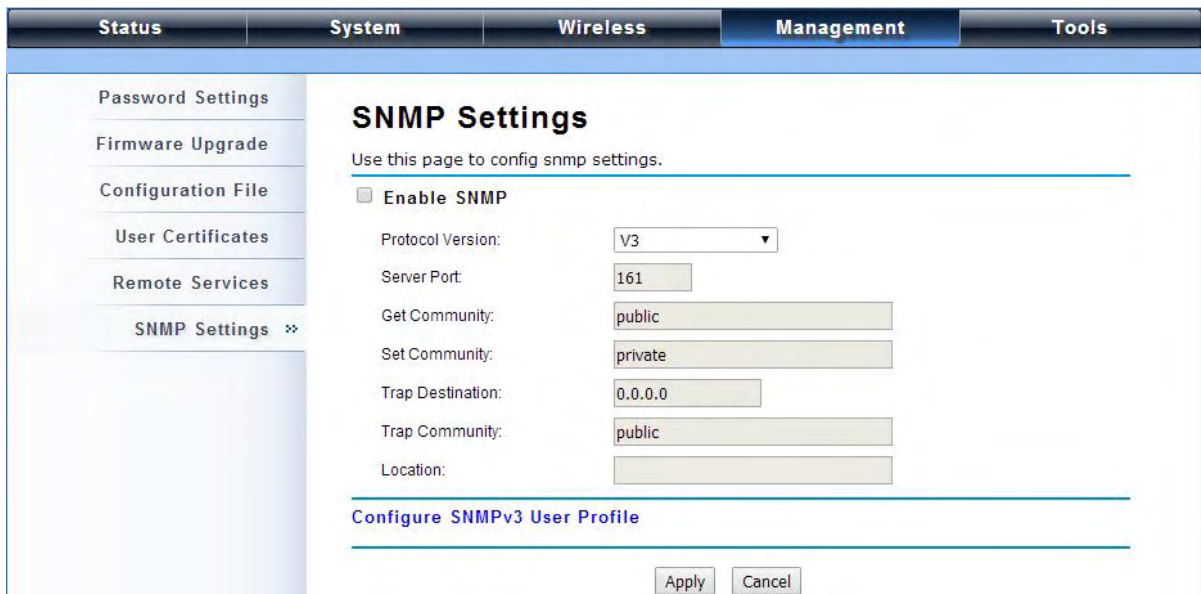 Status System Wireless Management Tools
Password Settings
Firmware Upgrade
Configuration File
User Certificates
Remote Services
SNMP Settings »
SNMP Settings
Use this page to config snmp settings.
Enable SNMP
Protocol Version: V3
Server Port: 161
Get Community: public
Set Community: private
Trap Destination: 0.0.0.0
Trap Community: public
Location:
Configure SNMPv3 User Profile
Apply Cancel